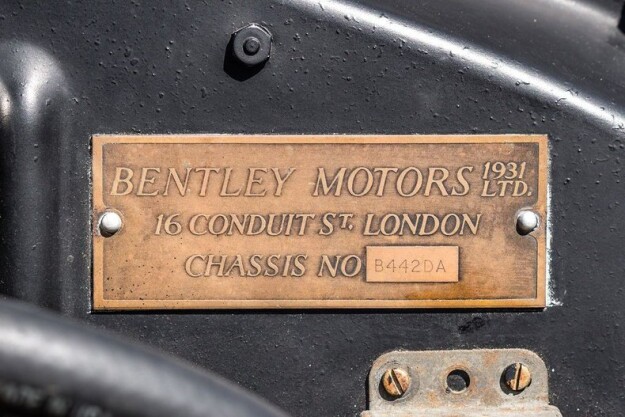 BENTLEY MOTORS 1931 LTD.
16 CONDUIT ST. LONDON
CHASSIS NO B442DA